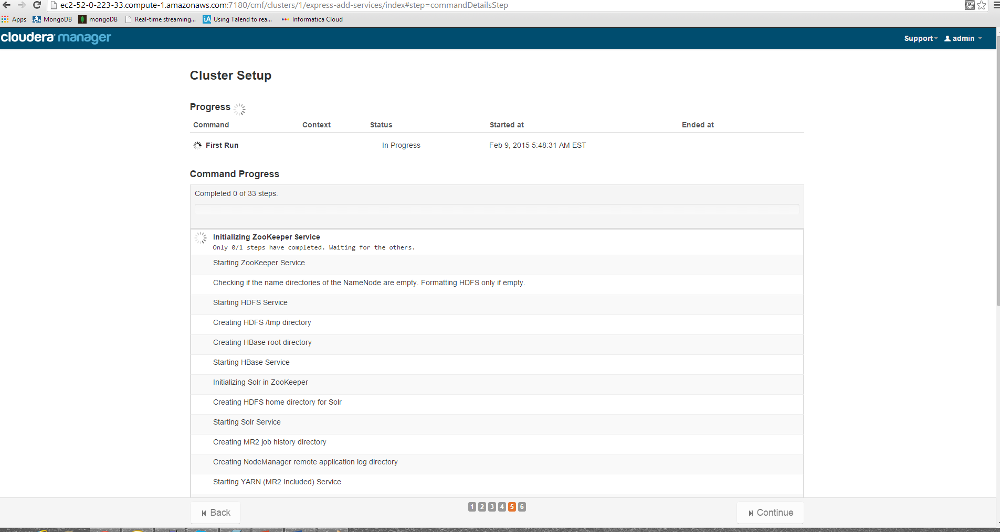 ec2-52-0-223-33.compute-1.amazonaws.com:7180/cmf/clusters/1/express-add-services/index#step=commandDetailsStep
Apps MongoDB mongoDB Real-time streaming... iA Using Talend to rea... Informatica Cloud
cloudera manager Support admin
Cluster Setup
Progress
Command Context Status Started at Ended at
First Run In Progress Feb 9, 2015 5:48:31 AM EST
Command Progress
Completed 0 of 33 steps.
Initializing ZooKeeper Service
Only 0/1 steps have completed. Waiting for the others.
Starting ZooKeeper Service
Checking if the name directories of the NameNode are empty. Formatting HDFS only if empty.
Starting HDFS Service
Creating HDFS /tmp directory
Creating HBase root directory
Starting HBase Service
Initializing Solr in ZooKeeper
Creating HDFS home directory for Solr
Starting Solr Service
Creating MR2 job history directory
Creating NodeManager remote application log directory
Starting YARN (MR2 Included) Service
Back 1 2 3 4 5 6 Continue